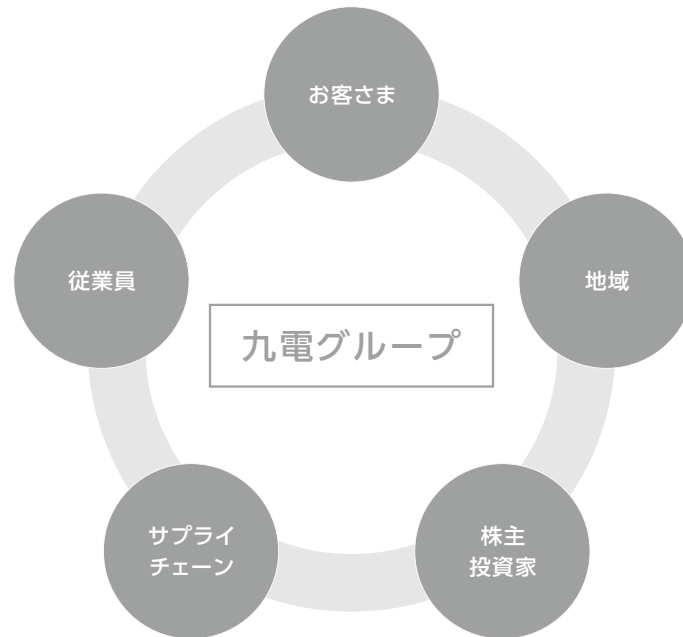 お客さま
従業員
地域
九電グループ
サプライ
チェーン
株主
投資家